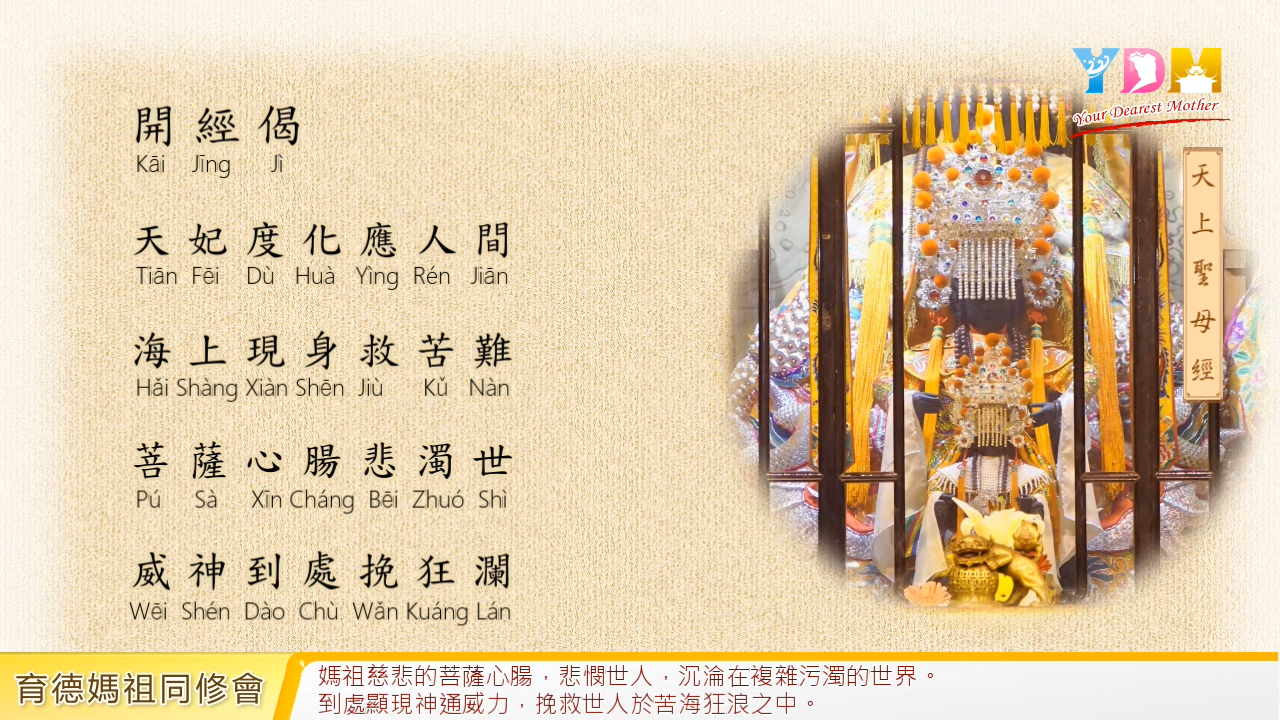 開經偈
Kāi Jīng Jì
天妃度化應人間
Tiān Fēi Dù Huà Yìng Rén Jiān
海上現身救苦難
Hǎi Shàng Xiàn Shēn Jiù Kǔ Nàn
菩薩心腸悲濁世
Pú Sà Xīn Cháng Bēi Zhuó Shì
威神到處挽狂瀾
Wēi Shén Dào Chù Wǎn Kuáng Lán
YDM
Your Dearest Mother
天上聖母經
育德媽祖同修會
媽祖慈悲的菩薩心腸，悲憫世人，沉淪在複雜污濁的世界。
到處顯現神通威力，挽救世人於苦海狂浪之中。